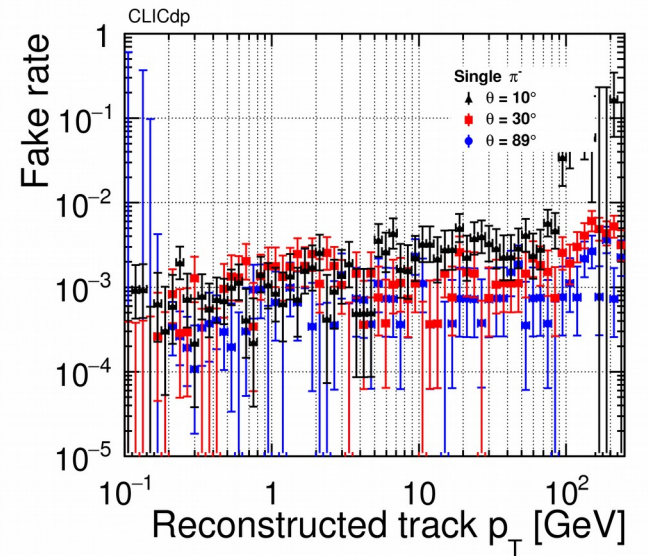 CLICdp
Fake rate
1
10⁻¹
10⁻²
10⁻³
10⁻⁴
10⁻⁵
Single π⁻
θ = 10°
θ = 30°
θ = 89°
10⁻¹ 1 10 10²
Reconstructed track p_T [GeV]